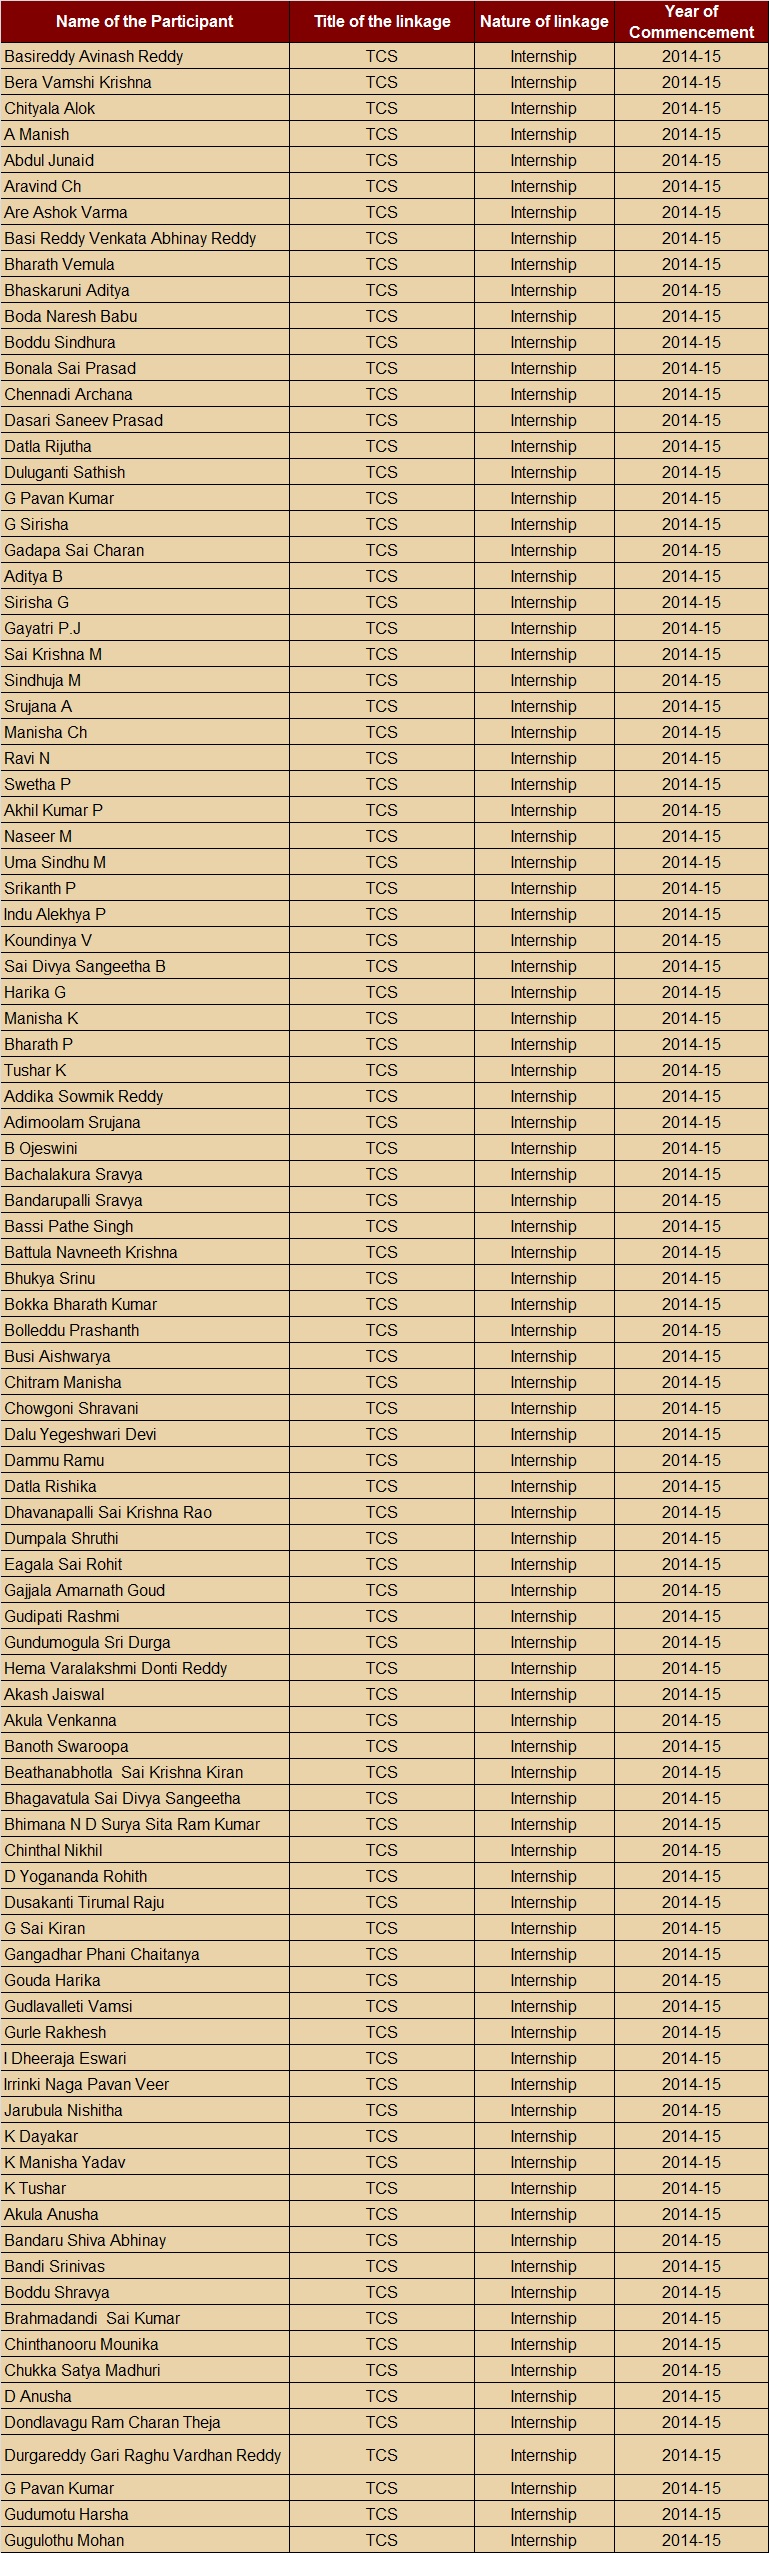 Name of the Participant Title of the linkage Nature of linkage Year of Commencement
Basireddy Avinash Reddy TCS Internship 2014-15
Bera Vamshi Krishna TCS Internship 2014-15
Chityala Alok TCS Internship 2014-15
A Manish TCS Internship 2014-15
Abdul Junaid TCS Internship 2014-15
Aravind Ch TCS Internship 2014-15
Are Ashok Varma TCS Internship 2014-15
Basi Reddy Venkata Abhinay Reddy TCS Internship 2014-15
Bharath Vemula TCS Internship 2014-15
Bhaskaruni Aditya TCS Internship 2014-15
Boda Naresh Babu TCS Internship 2014-15
Boddu Sindhura TCS Internship 2014-15
Bonala Sai Prasad TCS Internship 2014-15
Chennadi Archana TCS Internship 2014-15
Dasari Saneev Prasad TCS Internship 2014-15
Datla Rijutha TCS Internship 2014-15
Duluganti Sathish TCS Internship 2014-15
G Pavan Kumar TCS Internship 2014-15
G Sirisha TCS Internship 2014-15
Gadapa Sai Charan TCS Internship 2014-15
Aditya B TCS Internship 2014-15
Sirisha G TCS Internship 2014-15
Gayatri P.J TCS Internship 2014-15
Sai Krishna M TCS Internship 2014-15
Sindhuja M TCS Internship 2014-15
Srujana A TCS Internship 2014-15
Manisha Ch TCS Internship 2014-15
Ravi N TCS Internship 2014-15
Swetha P TCS Internship 2014-15
Akhil Kumar P TCS Internship 2014-15
Naseer M TCS Internship 2014-15
Uma Sindhu M TCS Internship 2014-15
Srikanth P TCS Internship 2014-15
Indu Alekhya P TCS Internship 2014-15
Koundinya V TCS Internship 2014-15
Sai Divya Sangeetha B TCS Internship 2014-15
Harika G TCS Internship 2014-15
Manisha K TCS Internship 2014-15
Bharath P TCS Internship 2014-15
Tushar K TCS Internship 2014-15
Addika Sowmik Reddy TCS Internship 2014-15
Adimoolam Srujana TCS Internship 2014-15
B Ojeswini TCS Internship 2014-15
Bachalakura Sravya TCS Internship 2014-15
Bandarupalli Sravya TCS Internship 2014-15
Bassi Pathe Singh TCS Internship 2014-15
Battula Navneeth Krishna TCS Internship 2014-15
Bhukya Srinu TCS Internship 2014-15
Bokka Bharath Kumar TCS Internship 2014-15
Bolleddu Prashanth TCS Internship 2014-15
Busi Aishwarya TCS Internship 2014-15
Chitram Manisha TCS Internship 2014-15
Chowgoni Shravani TCS Internship 2014-15
Dalu Yegeshwari Devi TCS Internship 2014-15
Dammu Ramu TCS Internship 2014-15
Datla Rishika TCS Internship 2014-15
Dhavanapalli Sai Krishna Rao TCS Internship 2014-15
Dumpala Shruthi TCS Internship 2014-15
Eagala Sai Rohit TCS Internship 2014-15
Gajjala Amarnath Goud TCS Internship 2014-15
Gudipati Rashmi TCS Internship 2014-15
Gundumogula Sri Durga TCS Internship 2014-15
Hema Varalakshmi Donti Reddy TCS Internship 2014-15
Akash Jaiswal TCS Internship 2014-15
Akula Venkanna TCS Internship 2014-15
Banoth Swaroopa TCS Internship 2014-15
Beathanabhotla Sai Krishna Kiran TCS Internship 2014-15
Bhagavatula Sai Divya Sangeetha TCS Internship 2014-15
Bhimana N D Surya Sita Ram Kumar TCS Internship 2014-15
Chinthal Nikhil TCS Internship 2014-15
D Yogananda Rohith TCS Internship 2014-15
Dusakanti Tirumal Raju TCS Internship 2014-15
G Sai Kiran TCS Internship 2014-15
Gangadhar Phani Chaitanya TCS Internship 2014-15
Gouda Harika TCS Internship 2014-15
Gudlavalleti Vamsi TCS Internship 2014-15
Gurle Rakhesh TCS Internship 2014-15
I Dheeraja Eswari TCS Internship 2014-15
Irrinki Naga Pavan Veer TCS Internship 2014-15
Jarubula Nishitha TCS Internship 2014-15
K Dayakar TCS Internship 2014-15
K Manisha Yadav TCS Internship 2014-15
K Tushar TCS Internship 2014-15
Akula Anusha TCS Internship 2014-15
Bandaru Shiva Abhinay TCS Internship 2014-15
Bandi Srinivas TCS Internship 2014-15
Boddu Shravya TCS Internship 2014-15
Brahmadandi Sai Kumar TCS Internship 2014-15
Chinthanooru Mounika TCS Internship 2014-15
Chukka Satya Madhuri TCS Internship 2014-15
D Anusha TCS Internship 2014-15
Dondlavagu Ram Charan Theja TCS Internship 2014-15
Durgareddy Gari Raghu Vardhan Reddy TCS Internship 2014-15
G Pavan Kumar TCS Internship 2014-15
Gudumotu Harsha TCS Internship 2014-15
Gugulothu Mohan TCS Internship 2014-15